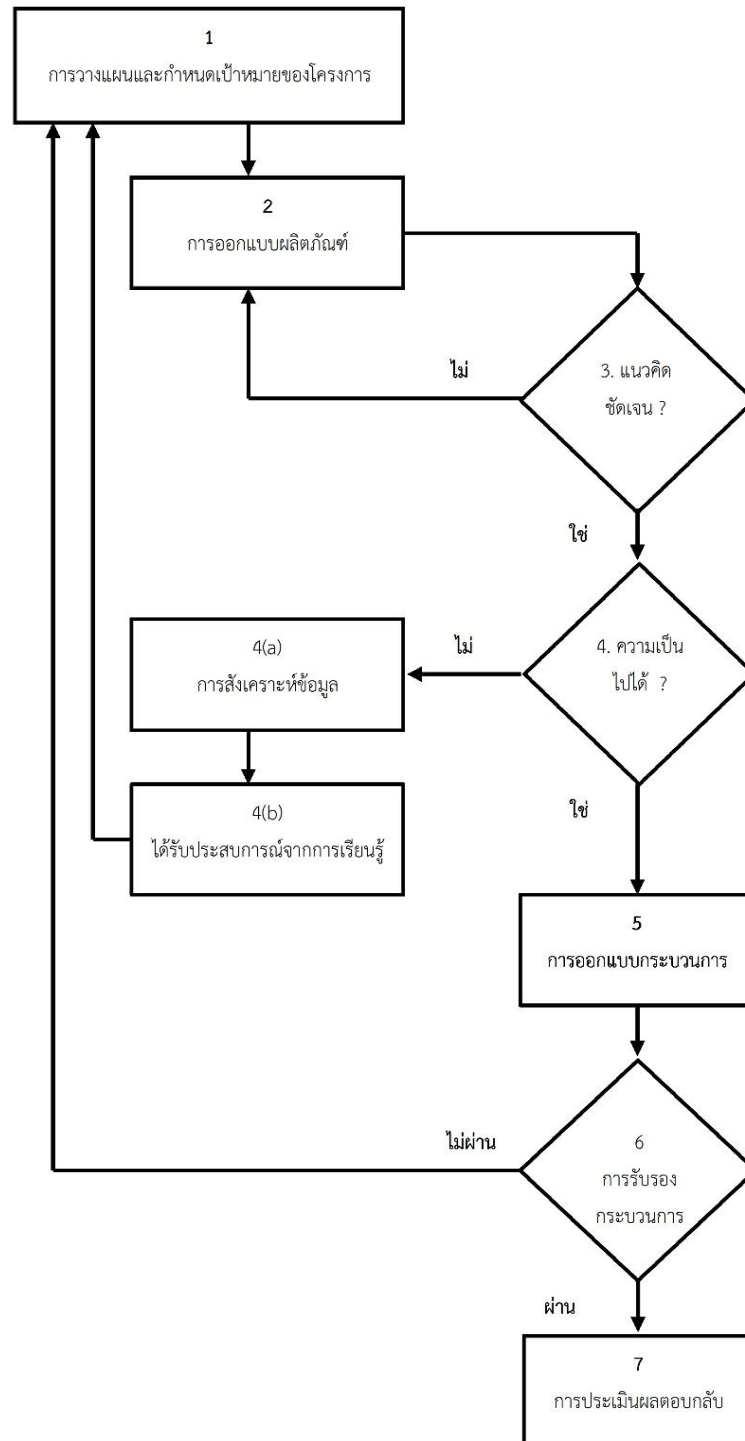 1
การวางแผนและกำหนดเป้าหมายของโครงการ
2
การออกแบบผลิตภัณฑ์
ไม่
3. แนวคิด
ชัดเจน ?
ใช่
4(a)
การสังเคราะห์ข้อมูล
ไม่
4. ความเป็น
ไปได้ ?
4(b)
ได้รับประสบการณ์จากการเรียนรู้
ใช่
5
การออกแบบกระบวนการ
ไม่ผ่าน
6
การรับรอง
กระบวนการ
ผ่าน
7
การประเมินผลตอบกลับ